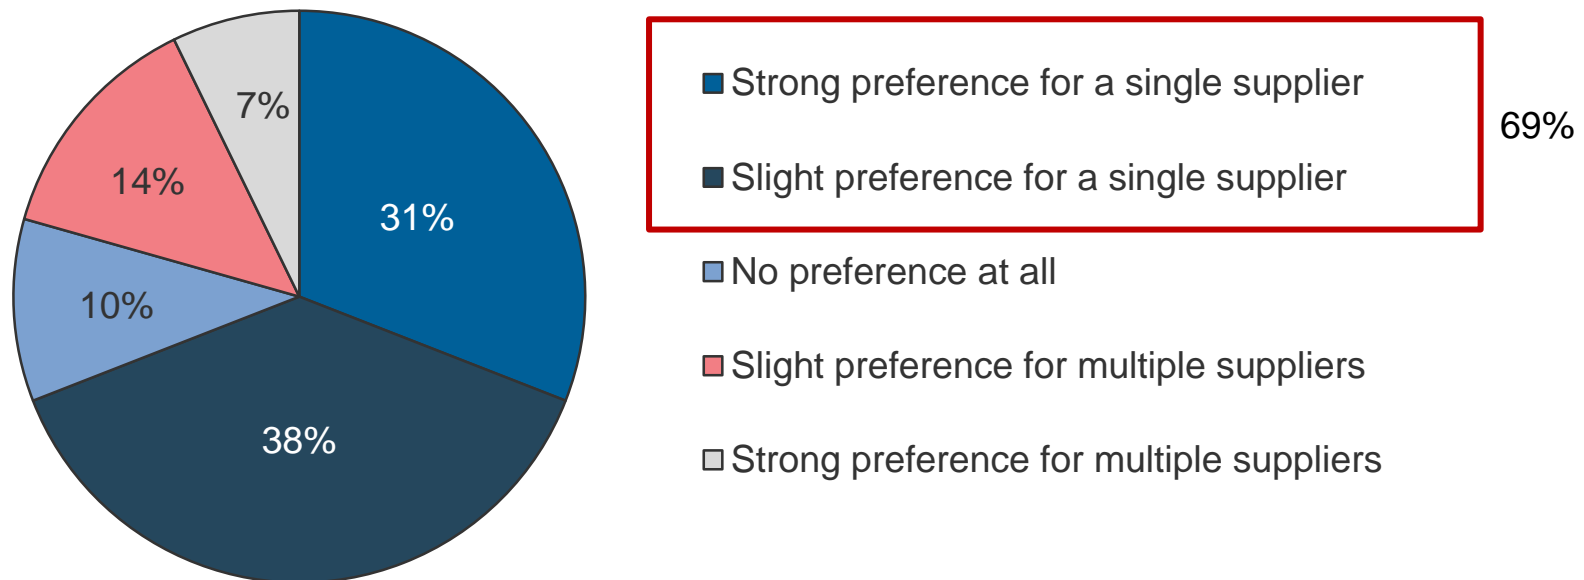 7%
14%
31%
10%
38%
Strong preference for a single supplier
Slight preference for a single supplier
69%
No preference at all
Slight preference for multiple suppliers
Strong preference for multiple suppliers